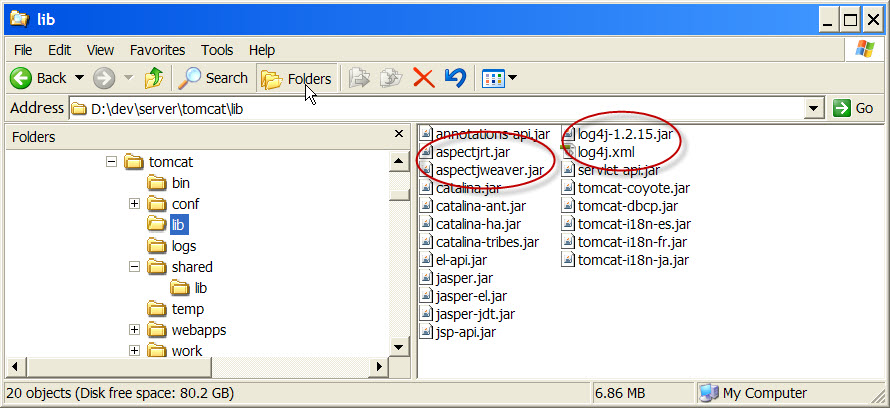 lib
File Edit View Favorites Tools Help
Back Search Folders
Address D:\dev\server\tomcat\lib Go
Folders
tomcat
bin
conf
lib
logs
shared
lib
temp
webapps
work
annotations-api.jar
aspectjrt.jar
aspectjweaver.jar
catalina.jar
catalina-ant.jar
catalina-ha.jar
catalina-tribes.jar
el-api.jar
jasper.jar
jasper-el.jar
jasper-jdt.jar
jsp-api.jar
log4j-1.2.15.jar
log4j.xml
servlet-api.jar
tomcat-coyote.jar
tomcat-dbcp.jar
tomcat-i18n-es.jar
tomcat-i18n-fr.jar
tomcat-i18n-ja.jar
20 objects (Disk free space: 80.2 GB) 6.86 MB My Computer